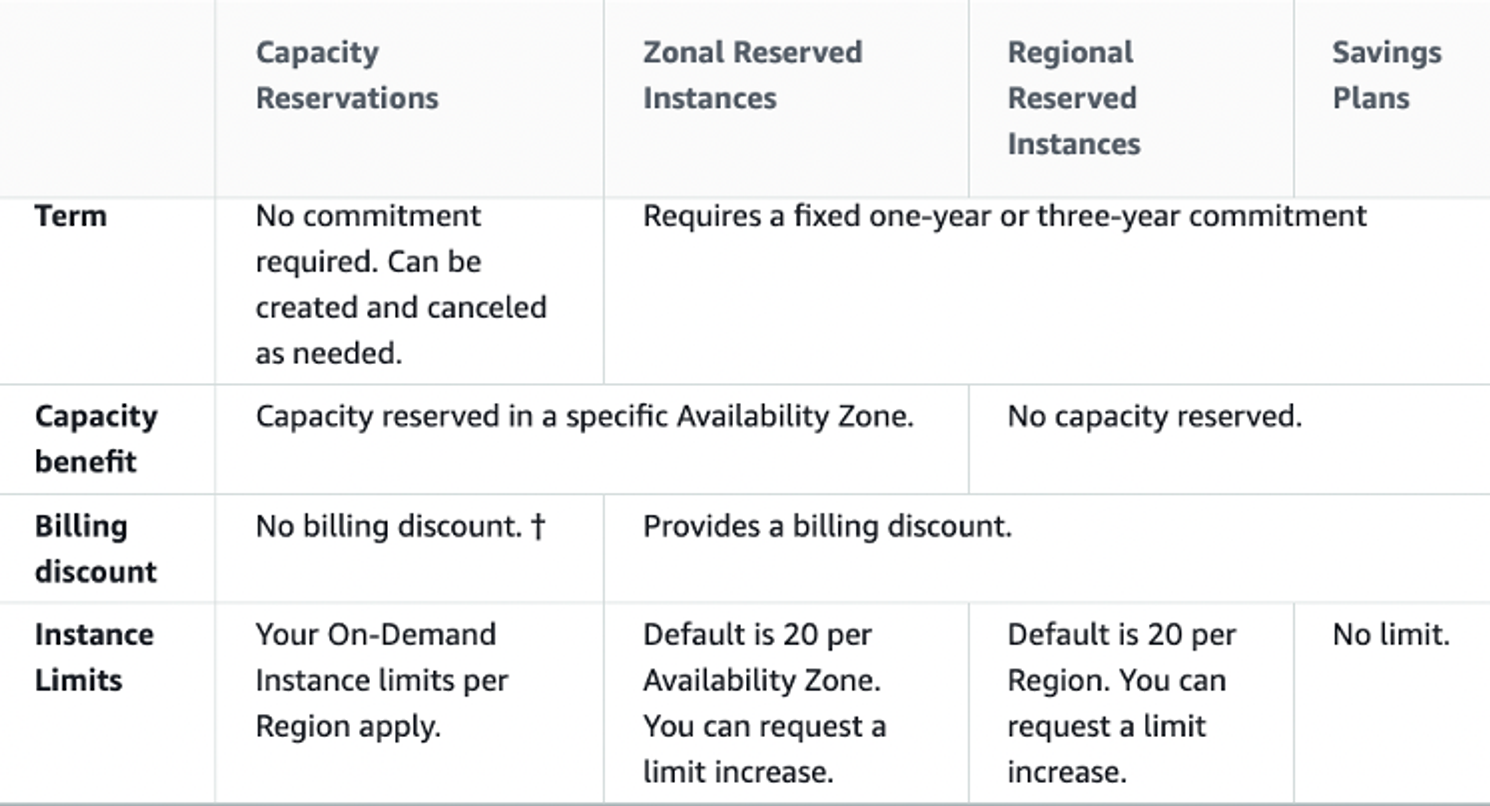 Capacity
Reservations
Zonal Reserved
Instances
Regional
Reserved
Instances
Savings
Plans
Term
No commitment
required. Can be
created and canceled
as needed.
Requires a fixed one-year or three-year commitment
Capacity
benefit
Capacity reserved in a specific Availability Zone.
No capacity reserved.
Billing
discount
No billing discount. †
Provides a billing discount.
Instance
Limits
Your On-Demand
Instance limits per
Region apply.
Default is 20 per
Availability Zone.
You can request a
limit increase.
Default is 20 per
Region. You can
request a limit
increase.
No limit.